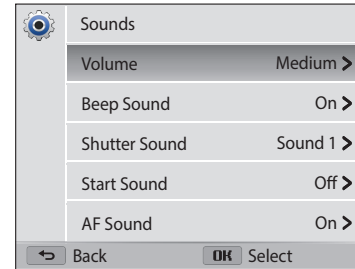 Sounds
Volume Medium >
Beep Sound On >
Shutter Sound Sound 1 >
Start Sound Off >
AF Sound On >
Back OK Select